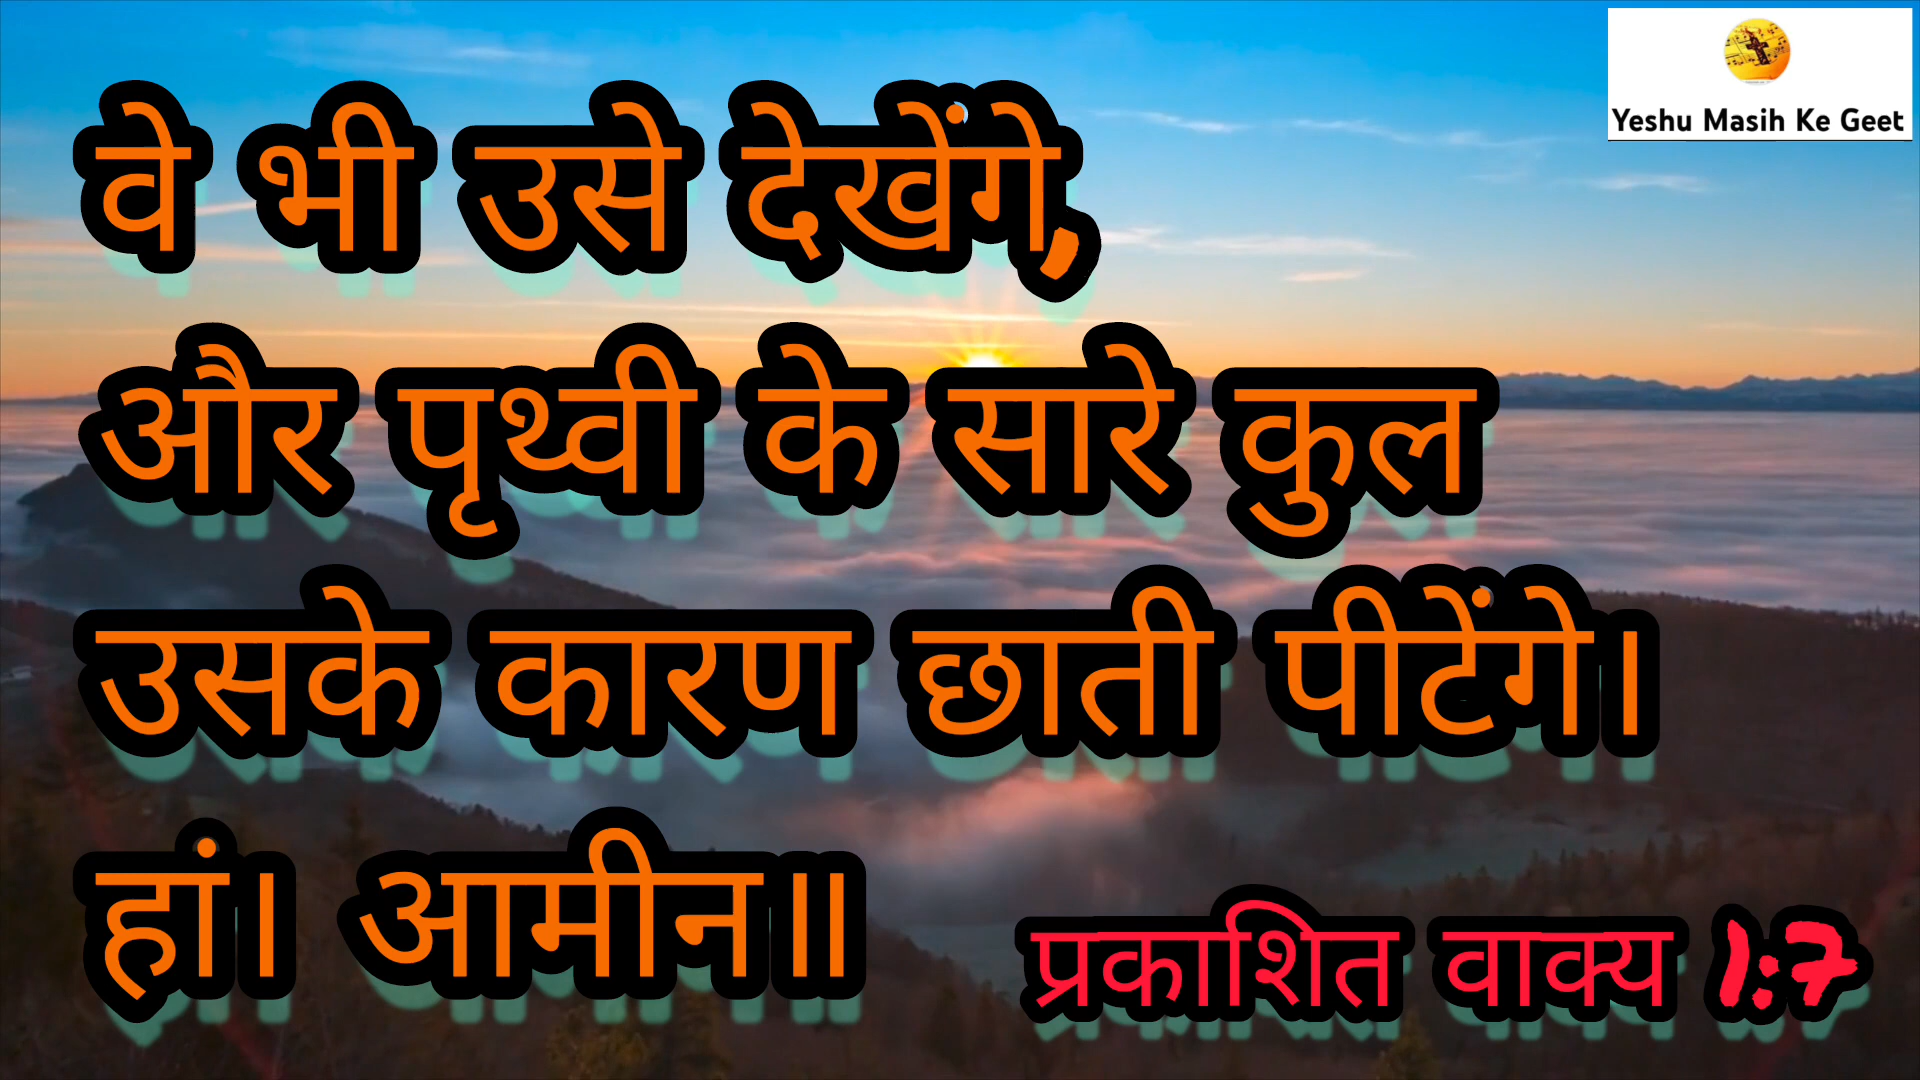 Yeshu Masih Ke Geet
वे भी उसे देखेंगे,
और पृथ्वी के सारे कुल
उसके कारण छाती पीटेंगे।
हां। आमीन॥
प्रकाशित वाक्य 1:7